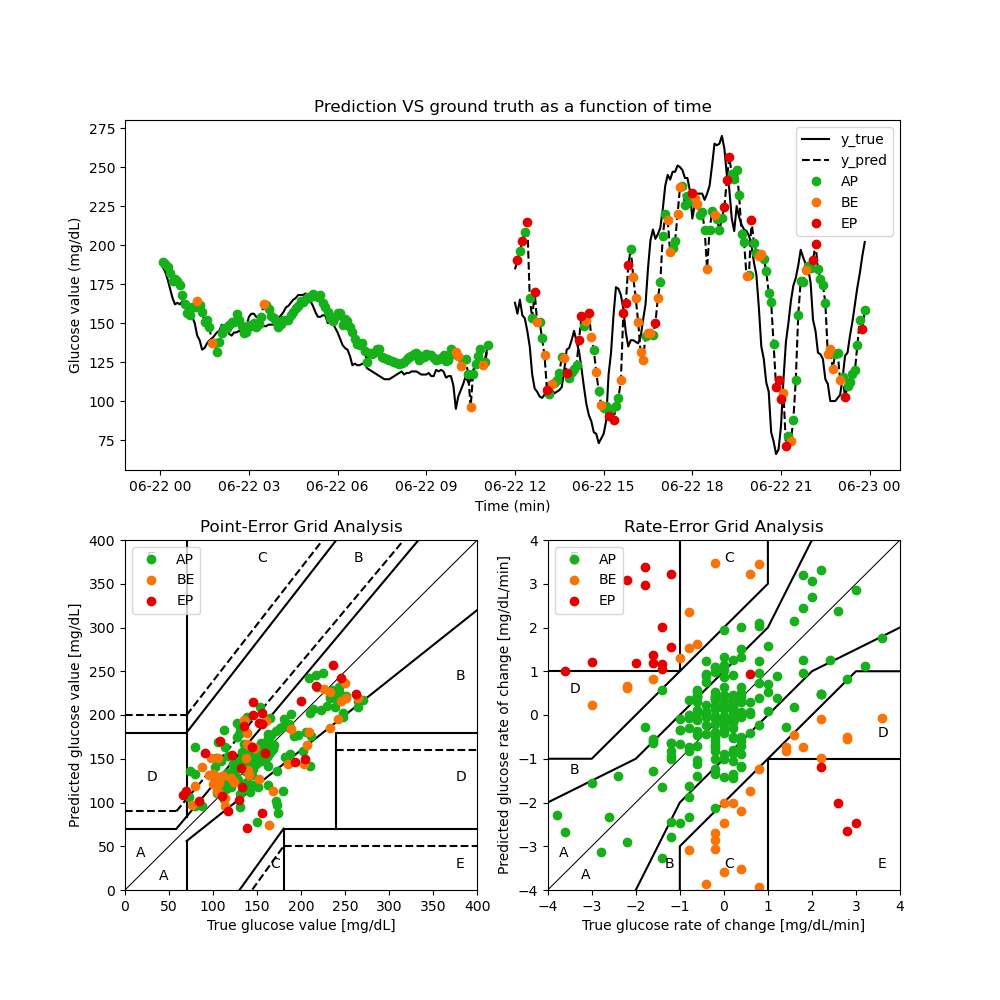 Prediction VS ground truth as a function of time
Glucose value (mg/dL)
275
250
225
200
175
150
125
100
75
y_true
y_pred
AP
BE
EP
06-22 00 06-22 03 06-22 06 06-22 09 06-22 12 06-22 15 06-22 18 06-22 21 06-23 00
Time (min)
Point-Error Grid Analysis
Predicted glucose value [mg/dL]
400
350
300
250
200
150
100
50
0
AP
BE
EP
C
B
B
D
D
A
A
C
E
0 50 100 150 200 250 300 350 400
True glucose value [mg/dL]
Rate-Error Grid Analysis
Predicted glucose rate of change [mg/dL/min]
4
3
2
1
0
−1
−2
−3
−4
AP
BE
EP
C
D
D
B
A
A
B
C
E
−4 −3 −2 −1 0 1 2 3 4
True glucose rate of change [mg/dL/min]